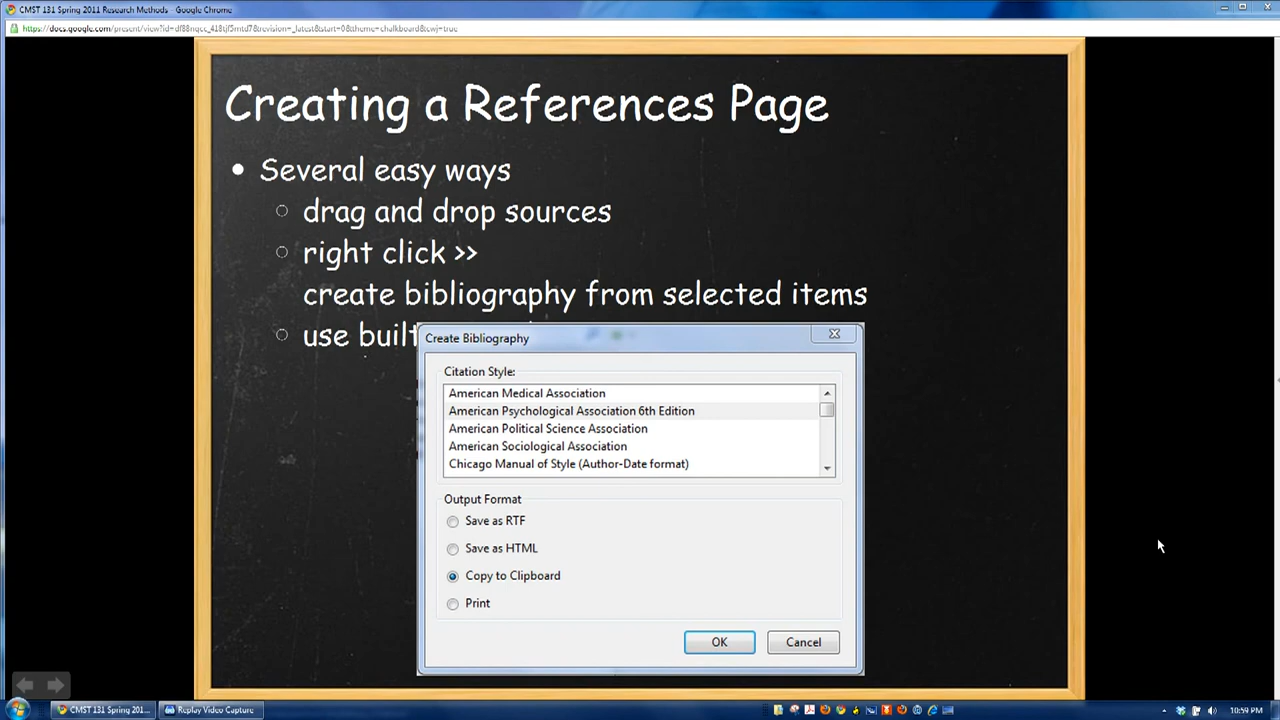 CMST 131 Spring 2011 Research Methods - Google Chrome
Creating a References Page
Several easy ways
drag and drop sources
right click >>
create bibliography from selected items
use built
Create Bibliography
Citation Style:
American Medical Association
American Psychological Association 6th Edition
American Political Science Association
American Sociological Association
Chicago Manual of Style (Author-Date format)
Output Format
Save as RTF
Save as HTML
Copy to Clipboard
Print
OK Cancel
CMST 131 Spring 201... Replay Video Capture 10:59 PM